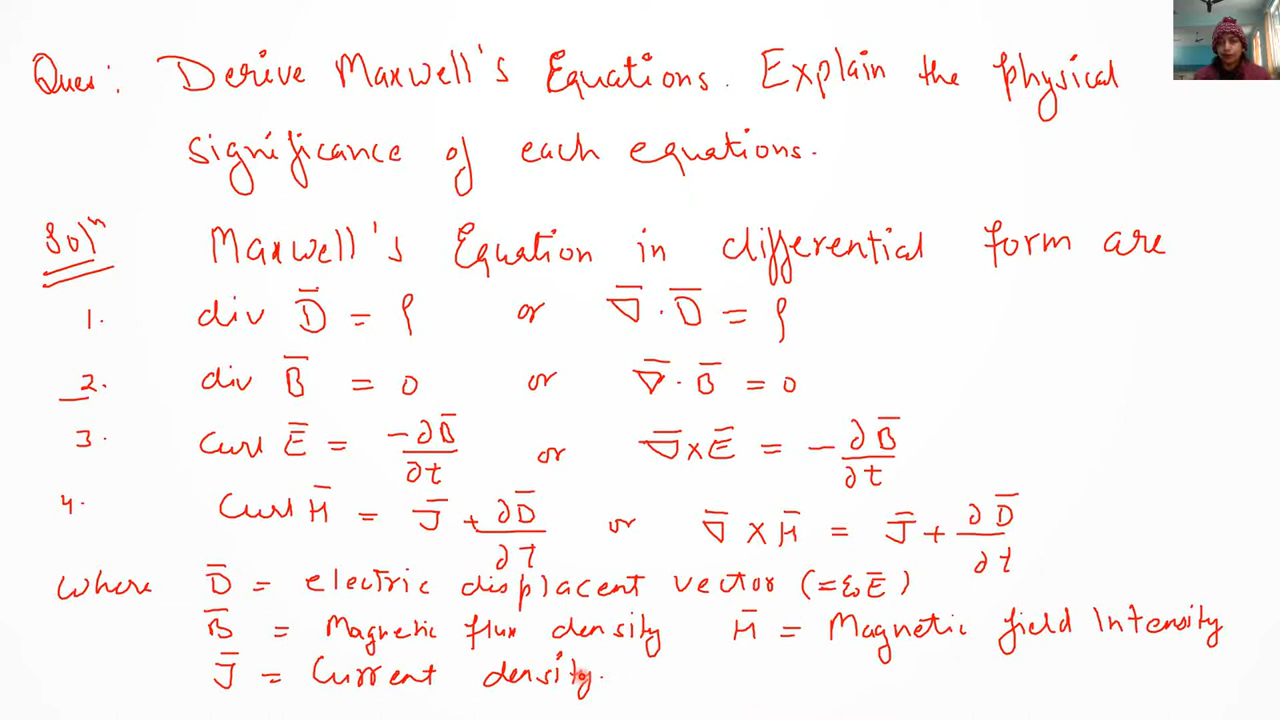 Ques: Derive Maxwell's Equations. Explain the physical
significance of each equations.
Solⁿ Maxwell's Equation in differential form are
1. div D̄ = ρ or ∇̄ · D̄ = ρ
2. div B̄ = 0 or ∇̄ · B̄ = 0
3. Curl Ē = -∂B̄/∂t or ∇̄ × Ē = -∂B̄/∂t
4. Curl H̄ = J̄ + ∂D̄/∂t or ∇̄ × H̄ = J̄ + ∂D̄/∂t
where D̄ = electric displacent vector (= ε₀Ē)
B̄ = Magnetic flux density H̄ = Magnetic field Intensity
J̄ = Current density.